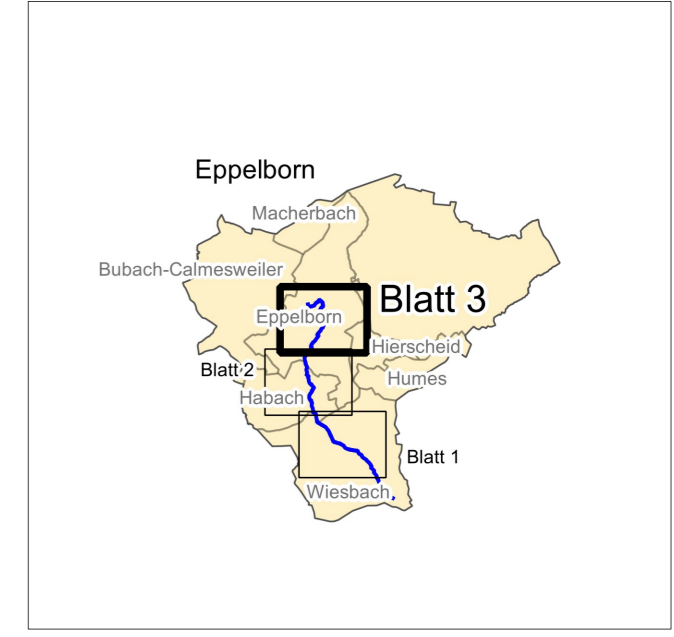 Eppelborn
Macherbach
Bubach-Calmesweiler
Blatt 3
Eppelborn
Hierscheid
Blatt 2
Humes
Habach
Blatt 1
Wiesbach